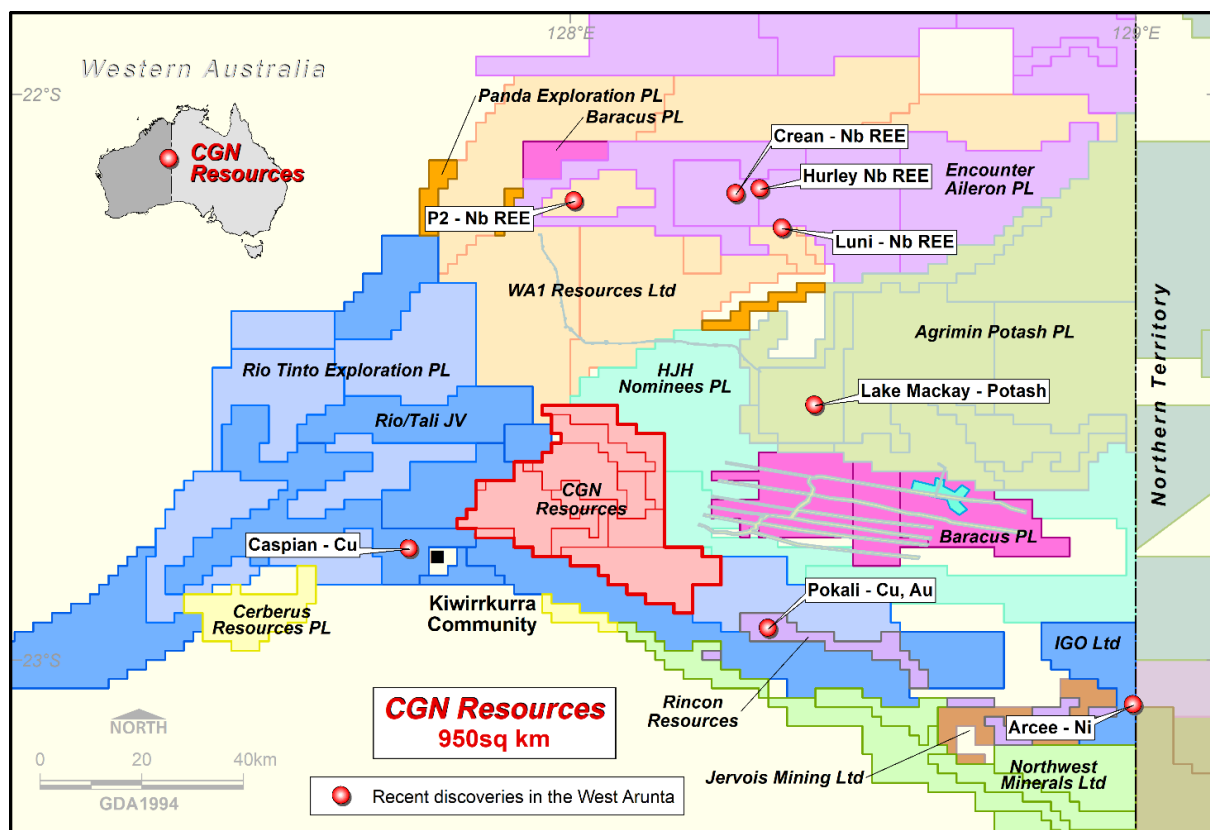 128°E
129°E
Western Australia
22°S
Panda Exploration PL
Baracus PL
CGN
Resources
Crean - Nb REE
Hurley Nb REE
Encounter
Aileron PL
P2 - Nb REE
Luni - Nb REE
WA1 Resources Ltd
Agrimin Potash PL
Northern Territory
Rio Tinto Exploration PL
HJH
Nominees PL
Lake Mackay - Potash
Rio/Tali JV
CGN
Resources
Baracus PL
Caspian - Cu
Kiwirrkurra
Community
Pokali - Cu, Au
Cerberus
Resources PL
23°S
IGO Ltd
CGN Resources
950sq km
Rincon
Resources
Arcee - Ni
NORTH
0 20 40km
GDA1994
Jervois Mining Ltd
Northwest
Minerals Ltd
Recent discoveries in the West Arunta